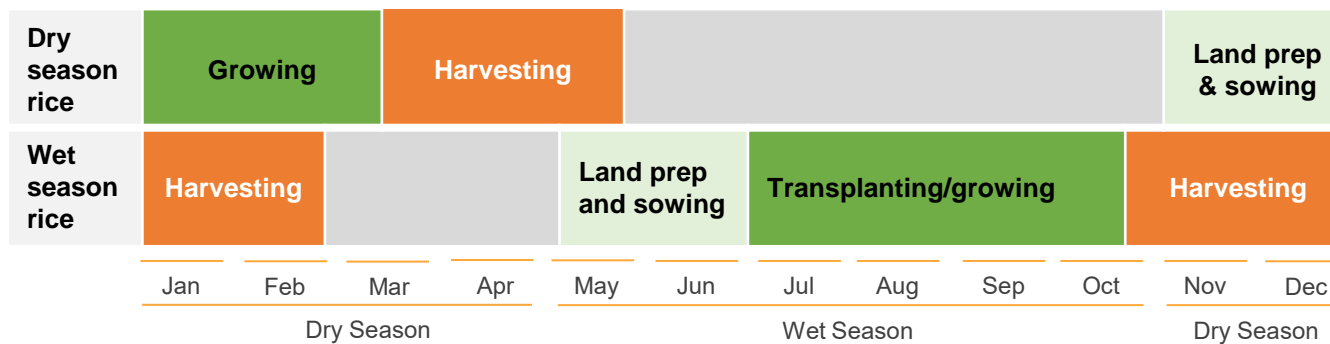 Dry
season
rice
Growing
Harvesting
Land prep
& sowing
Wet
season
rice
Harvesting
Land prep
and sowing
Transplanting/growing
Harvesting
Jan Feb Mar Apr May Jun Jul Aug Sep Oct Nov Dec
Dry Season Wet Season Dry Season